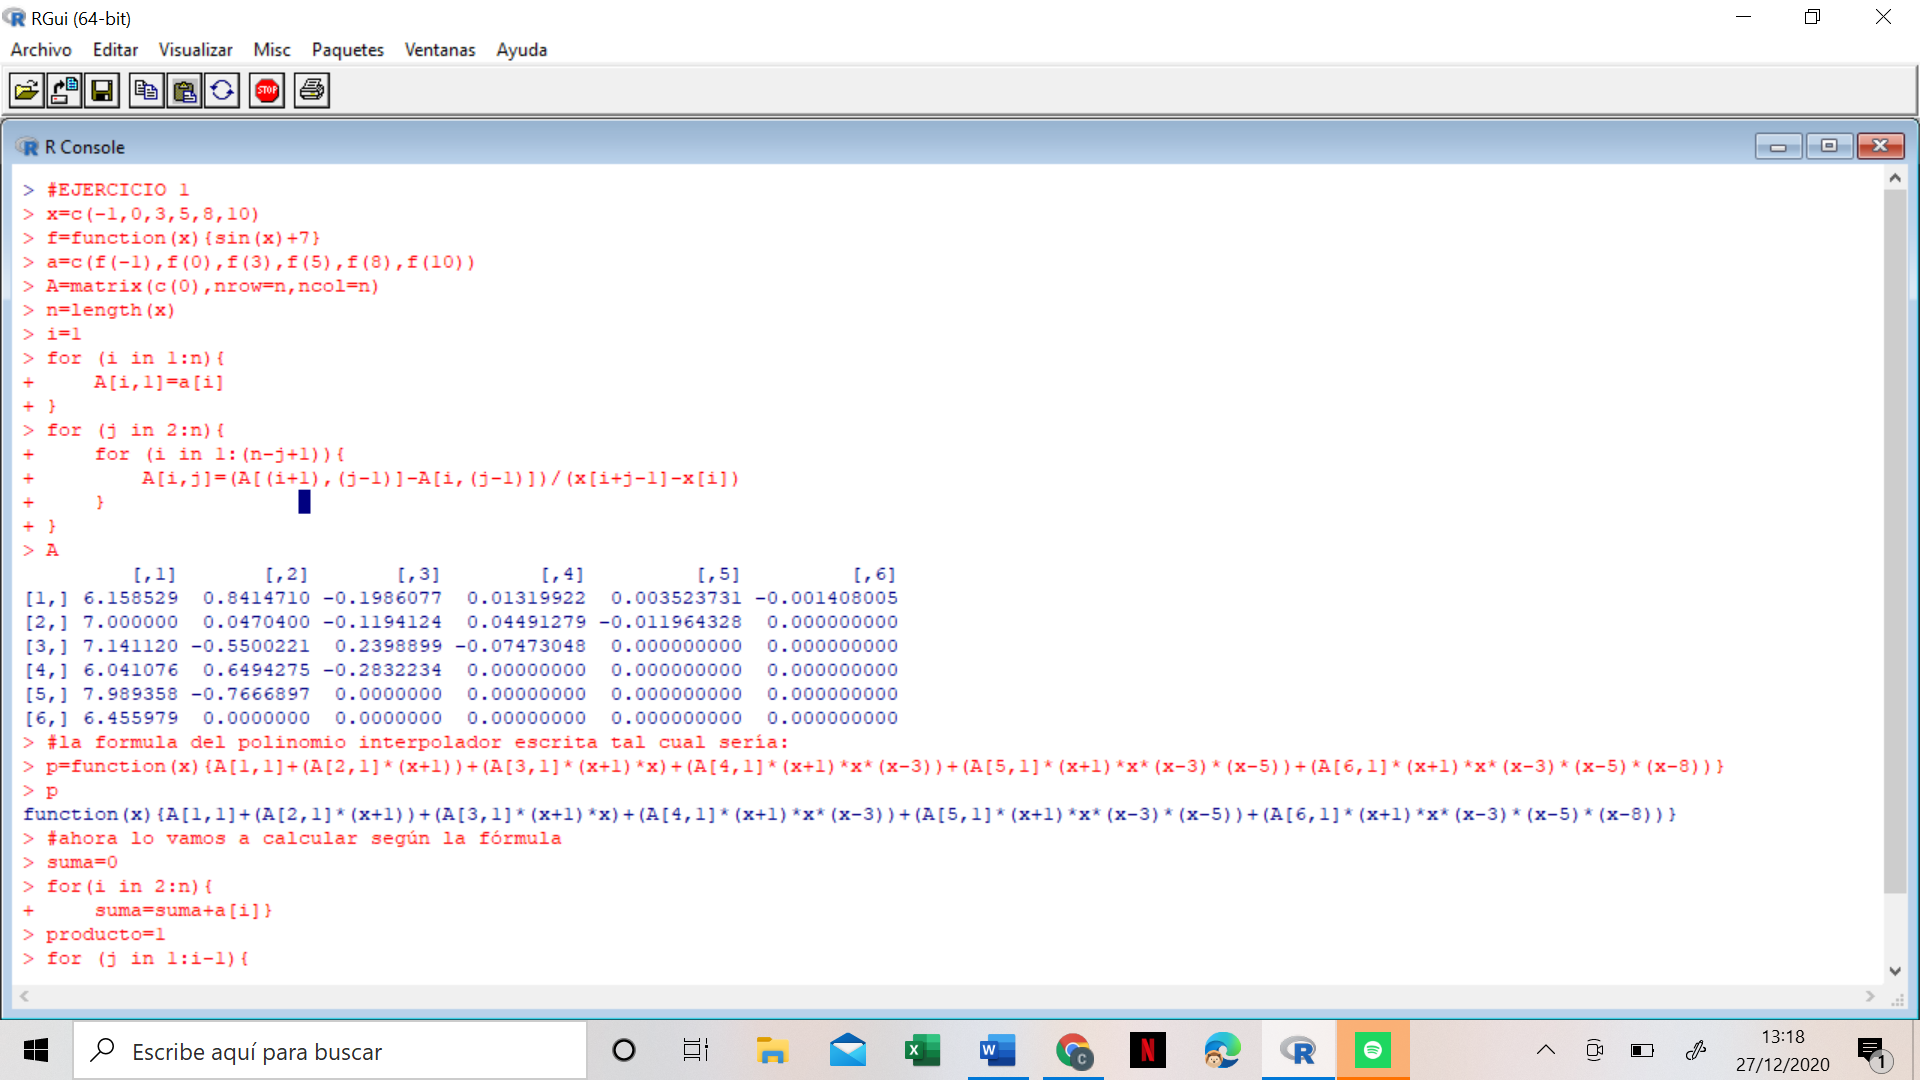 RGui (64-bit)
Archivo Editar Visualizar Misc Paquetes Ventanas Ayuda
STOP
R Console
> #EJERCICIO 1
> x=c(-1,0,3,5,8,10)
> f=function(x){sin(x)+7}
> a=c(f(-1),f(0),f(3),f(5),f(8),f(10))
> A=matrix(c(0),nrow=n,ncol=n)
> n=length(x)
> i=1
> for (i in 1:n){
+     A[i,1]=a[i]
+ }
> for (j in 2:n){
+     for (i in 1:(n-j+1)){
+         A[i,j]=(A[(i+1),(j-1)]-A[i,(j-1)])/(x[i+j-1]-x[i])
+     }
+ }
> A
         [,1]       [,2]       [,3]        [,4]         [,5]         [,6]
[1,] 6.158529  0.8414710 -0.1986077  0.01319922  0.003523731 -0.001408005
[2,] 7.000000  0.0470400 -0.1194124  0.04491279 -0.011964328  0.000000000
[3,] 7.141120 -0.5500221  0.2398899 -0.07473048  0.000000000  0.000000000
[4,] 6.041076  0.6494275 -0.2832234  0.00000000  0.000000000  0.000000000
[5,] 7.989358 -0.7666897  0.0000000  0.00000000  0.000000000  0.000000000
[6,] 6.455979  0.0000000  0.0000000  0.00000000  0.000000000  0.000000000
> #la formula del polinomio interpolador escrita tal cual sería:
> p=function(x){A[1,1]+(A[2,1]*(x+1))+(A[3,1]*(x+1)*x)+(A[4,1]*(x+1)*x*(x-3))+(A[5,1]*(x+1)*x*(x-3)*(x-5))+(A[6,1]*(x+1)*x*(x-3)*(x-5)*(x-8))}
> p
function(x){A[1,1]+(A[2,1]*(x+1))+(A[3,1]*(x+1)*x)+(A[4,1]*(x+1)*x*(x-3))+(A[5,1]*(x+1)*x*(x-3)*(x-5))+(A[6,1]*(x+1)*x*(x-3)*(x-5)*(x-8))}
> #ahora lo vamos a calcular según la fórmula
> suma=0
> for(i in 2:n){
+     suma=suma+a[i]}
> producto=1
> for (j in 1:i-1){
Escribe aquí para buscar
13:18
27/12/2020
1